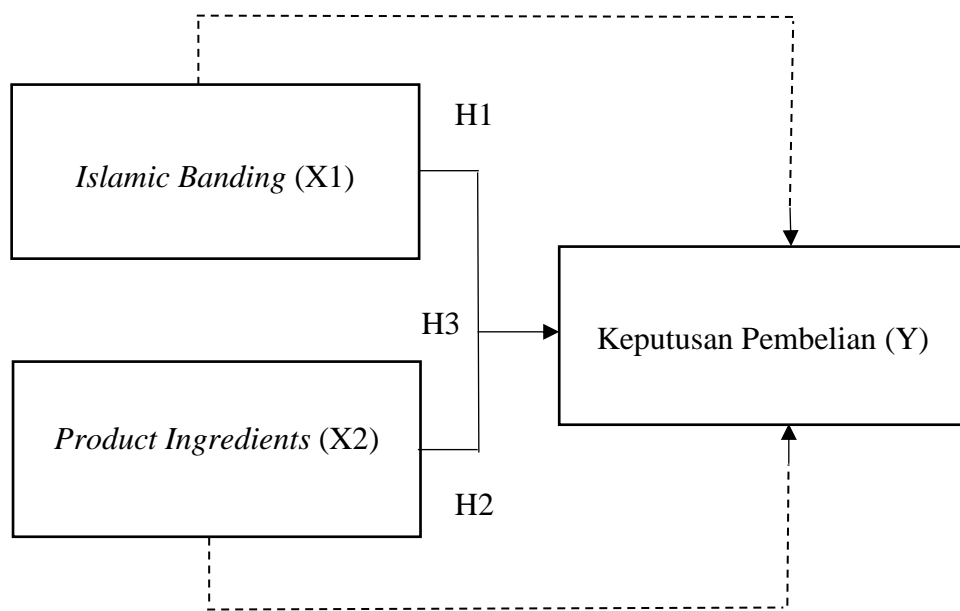 H1
Islamic Banding (X1)
H3
Keputusan Pembelian (Y)
Product Ingredients (X2)
H2